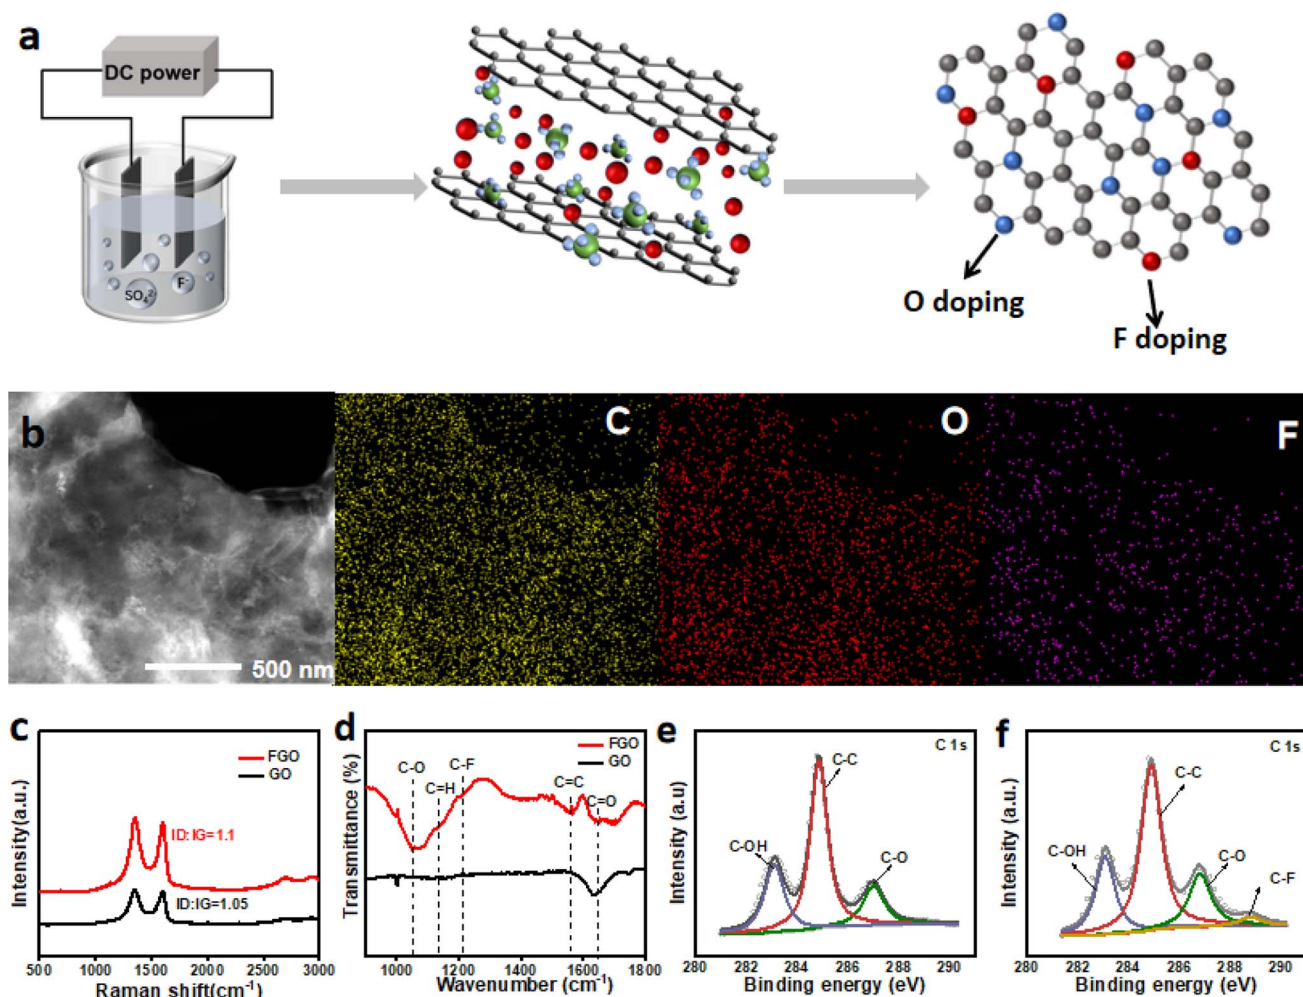 a
DC power
SO₄²⁻
F⁻
O doping
F doping
b
C
O
F
500 nm
c
FGO
GO
ID:IG=1.1
ID:IG=1.05
Intensity(a.u.)
500 1000 1500 2000 2500 3000
Raman shift(cm⁻¹)
d
FGO
GO
C-O
C=H
C-F
C=C
C=O
Transmittance (%)
1000 1200 1400 1600 1800
Wavenumber (cm⁻¹)
e
C 1s
C-C
C-OH
C-O
Intensity (a.u)
280 282 284 286 288 290
Binding energy (eV)
f
C 1s
C-C
C-OH
C-O
C-F
Intensity (a.u.)
280 282 284 286 288 290
Binding energy (eV)